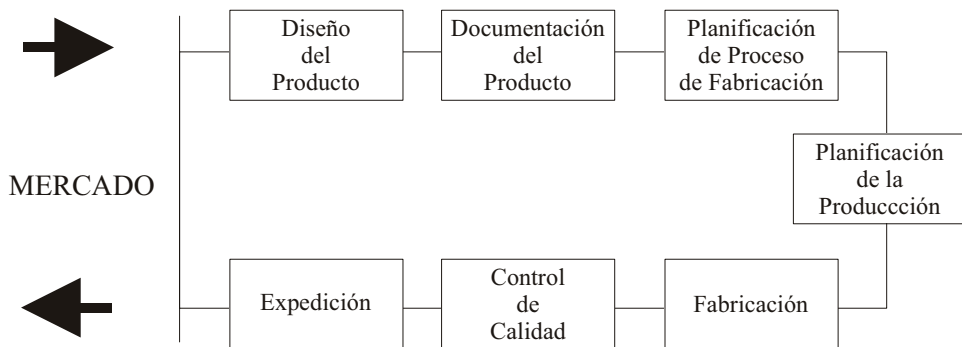 Diseño
del
Producto
Documentación
del
Producto
Planificación
de Proceso
de Fabricación
Planificación
de la
Produccción
MERCADO
Expedición
Control
de
Calidad
Fabricación